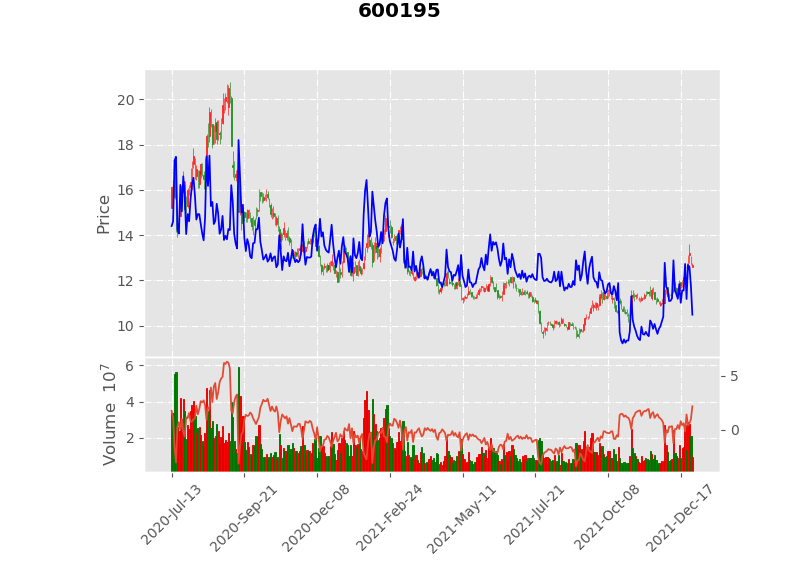 600195
Price
20
18
16
14
12
10
Volume 10^7
6
4
2
5
0
2020-Jul-13
2020-Sep-21
2020-Dec-08
2021-Feb-24
2021-May-11
2021-Jul-21
2021-Oct-08
2021-Dec-17